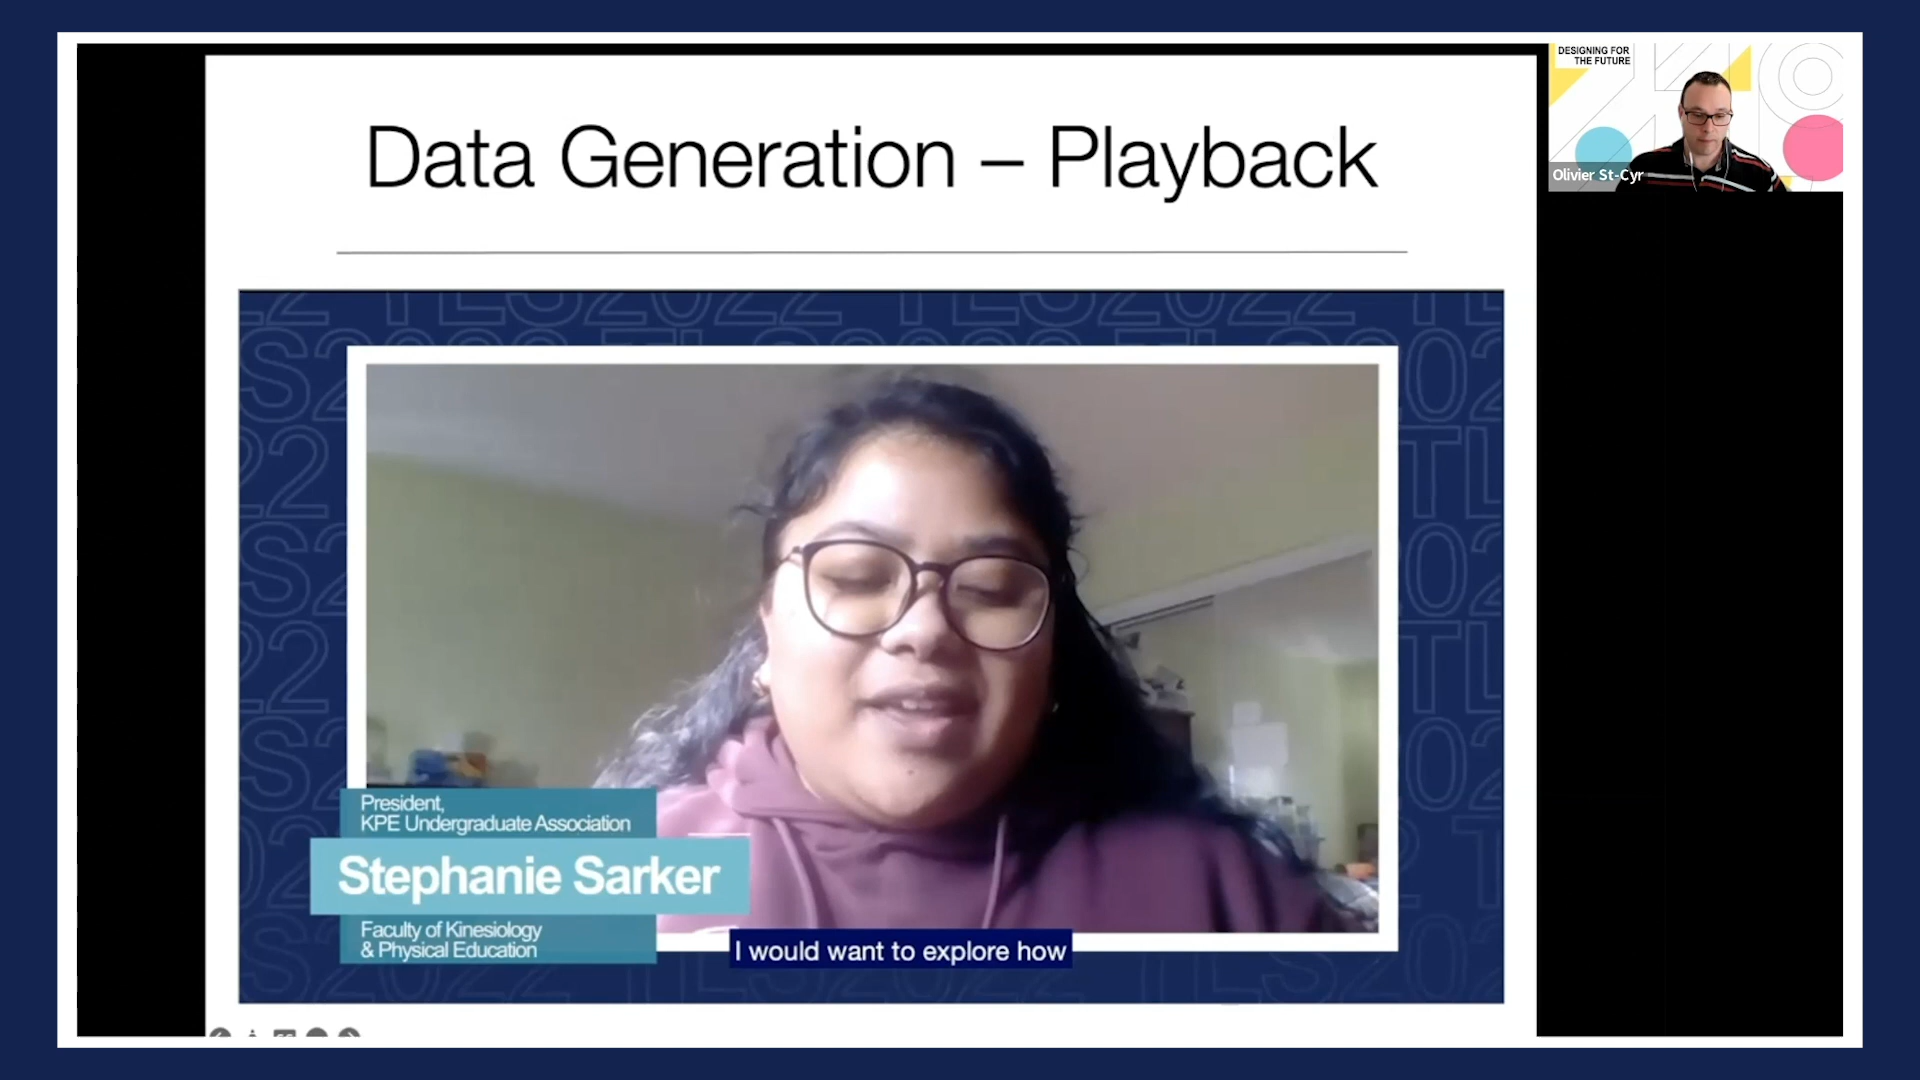 DESIGNING FOR
THE FUTURE
Olivier St-Cyr
Data Generation – Playback
TLS2022
President,
KPE Undergraduate Association
Stephanie Sarker
Faculty of Kinesiology
& Physical Education
I would want to explore how